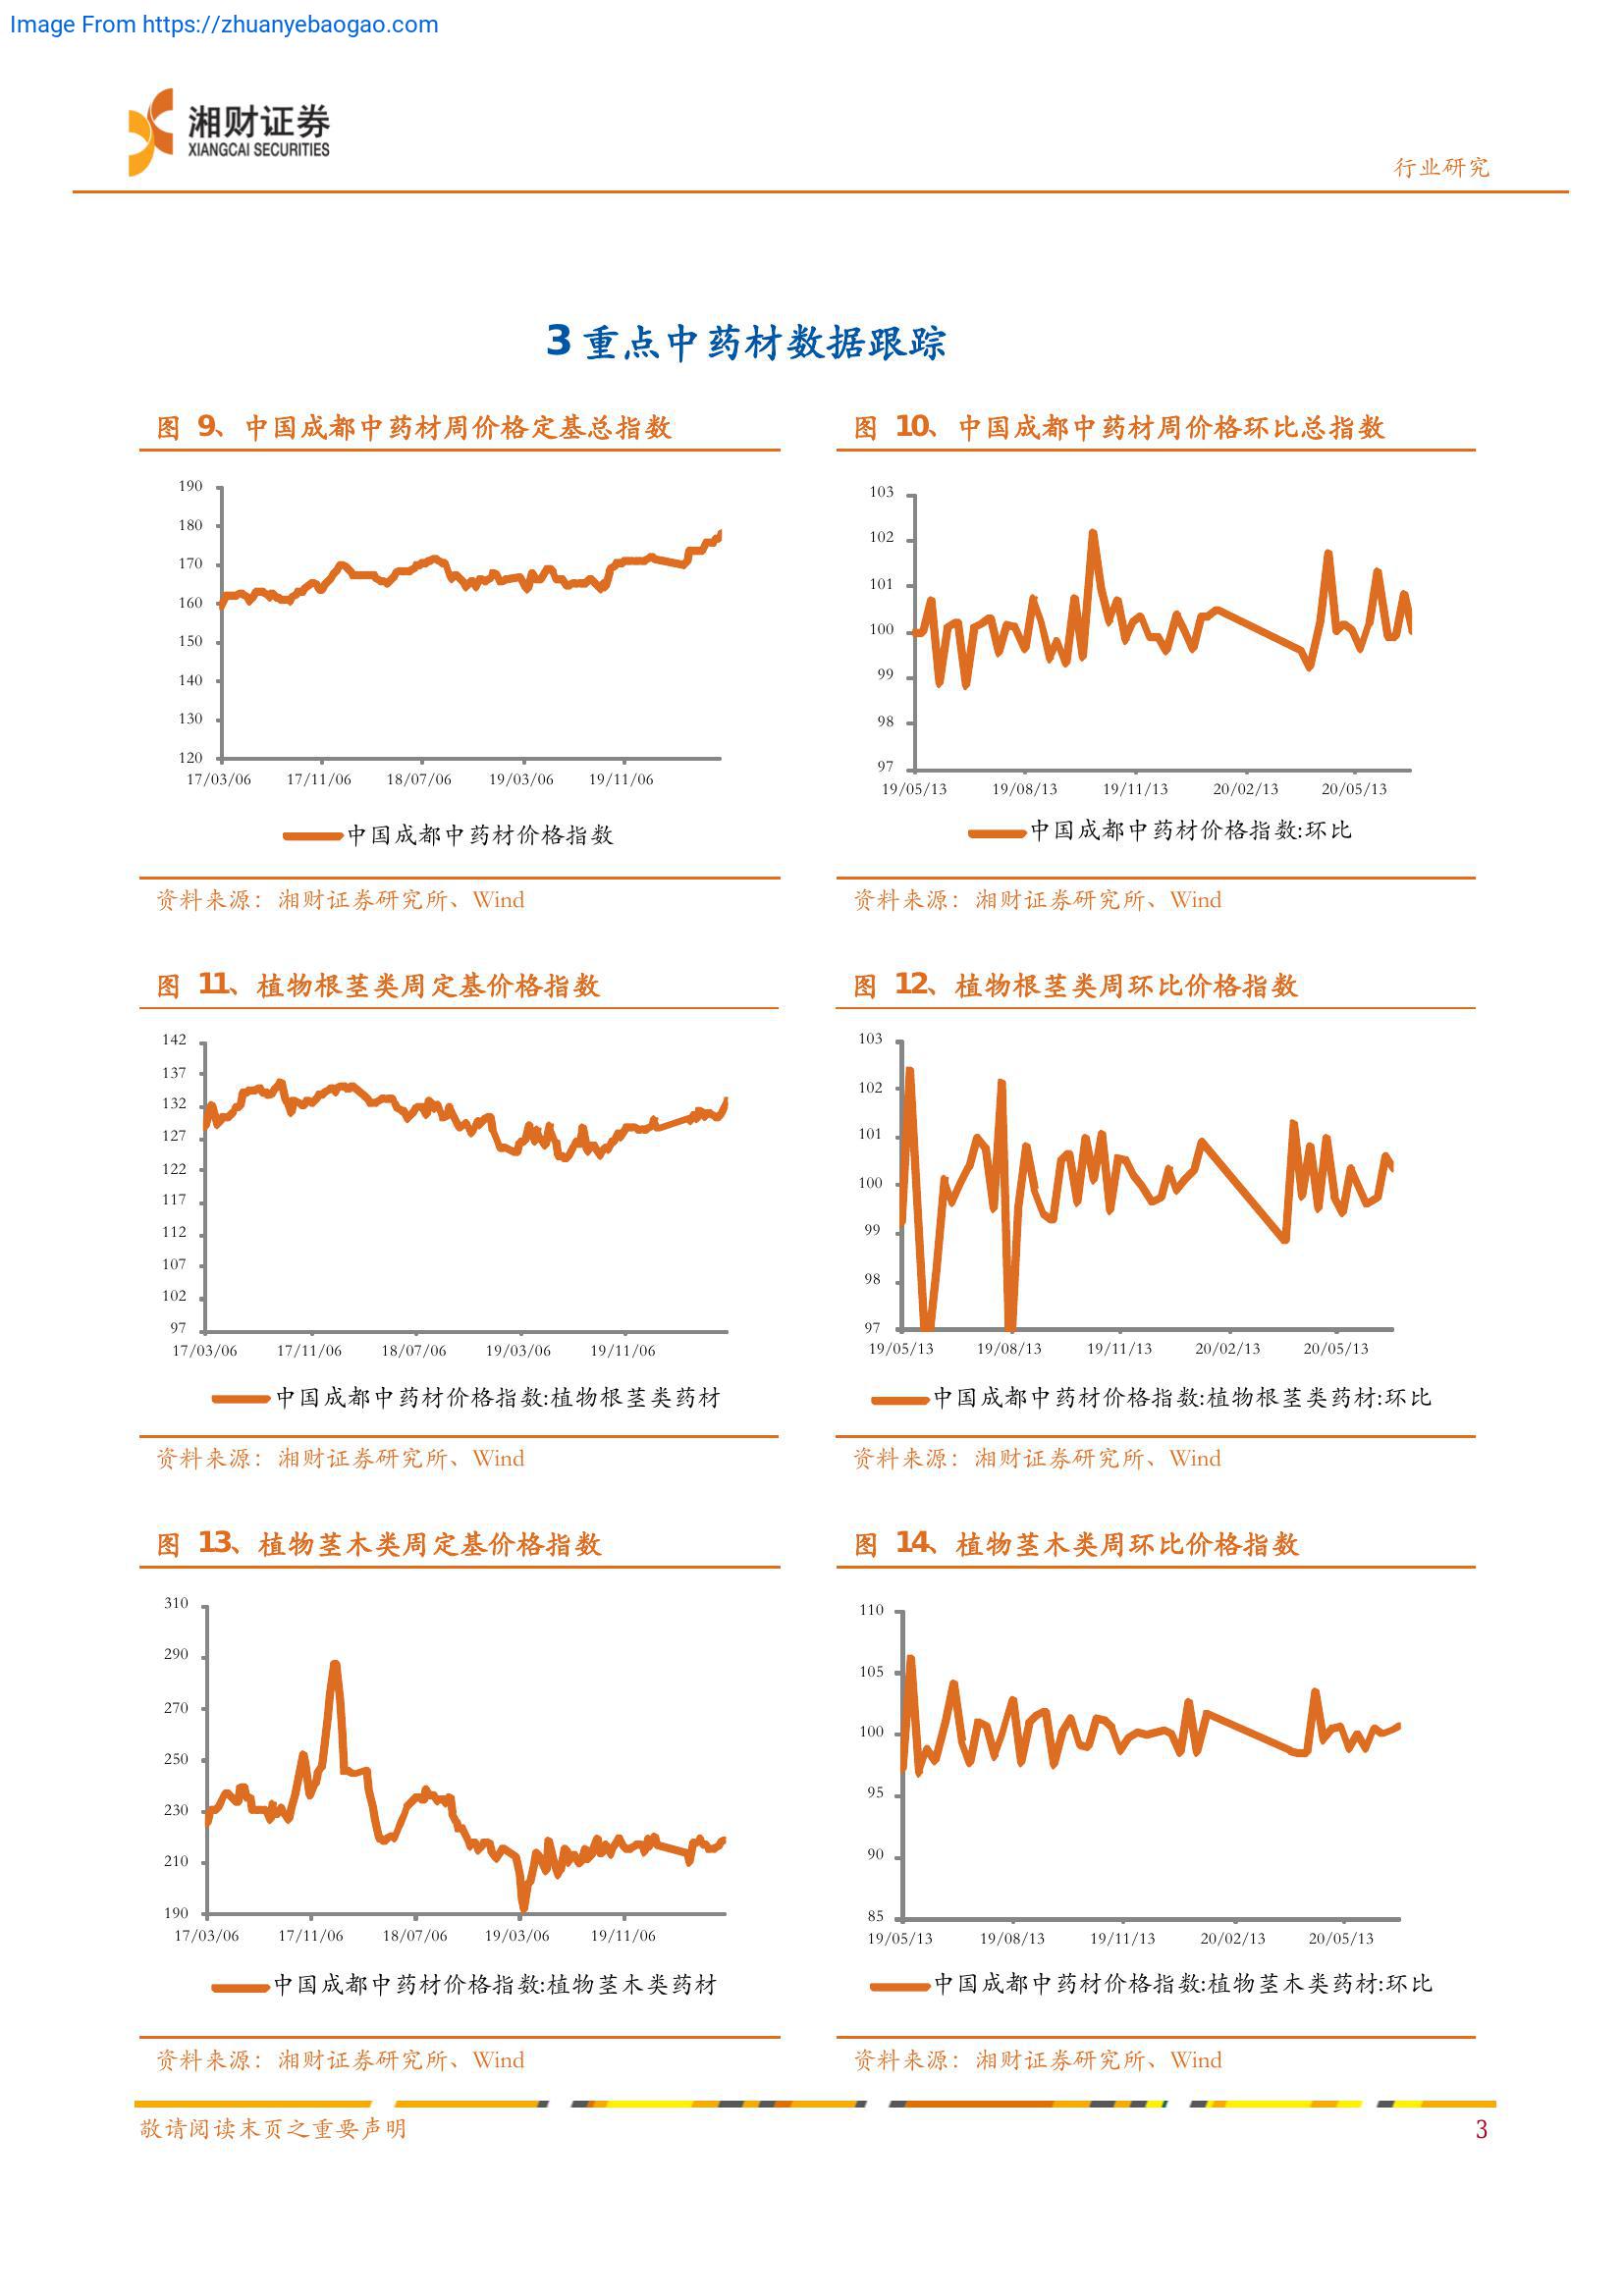 Image From https://zhuanyebaogao.com
湘财证券
XIANGCAI SECURITIES
行业研究
3 重点中药材数据跟踪
图 9、中国成都中药材周价格定基总指数
190
180
170
160
150
140
130
120
17/03/06 17/11/06 18/07/06 19/03/06 19/11/06
中国成都中药材价格指数
资料来源：湘财证券研究所、Wind
图 10、中国成都中药材周价格环比总指数
103
102
101
100
99
98
97
19/05/13 19/08/13 19/11/13 20/02/13 20/05/13
中国成都中药材价格指数:环比
资料来源：湘财证券研究所、Wind
图 11、植物根茎类周定基价格指数
142
137
132
127
122
117
112
107
102
97
17/03/06 17/11/06 18/07/06 19/03/06 19/11/06
中国成都中药材价格指数:植物根茎类药材
资料来源：湘财证券研究所、Wind
图 12、植物根茎类周环比价格指数
103
102
101
100
99
98
97
19/05/13 19/08/13 19/11/13 20/02/13 20/05/13
中国成都中药材价格指数:植物根茎类药材:环比
资料来源：湘财证券研究所、Wind
图 13、植物茎木类周定基价格指数
310
290
270
250
230
210
190
17/03/06 17/11/06 18/07/06 19/03/06 19/11/06
中国成都中药材价格指数:植物茎木类药材
资料来源：湘财证券研究所、Wind
图 14、植物茎木类周环比价格指数
110
105
100
95
90
85
19/05/13 19/08/13 19/11/13 20/02/13 20/05/13
中国成都中药材价格指数:植物茎木类药材:环比
资料来源：湘财证券研究所、Wind
敬请阅读末页之重要声明
3